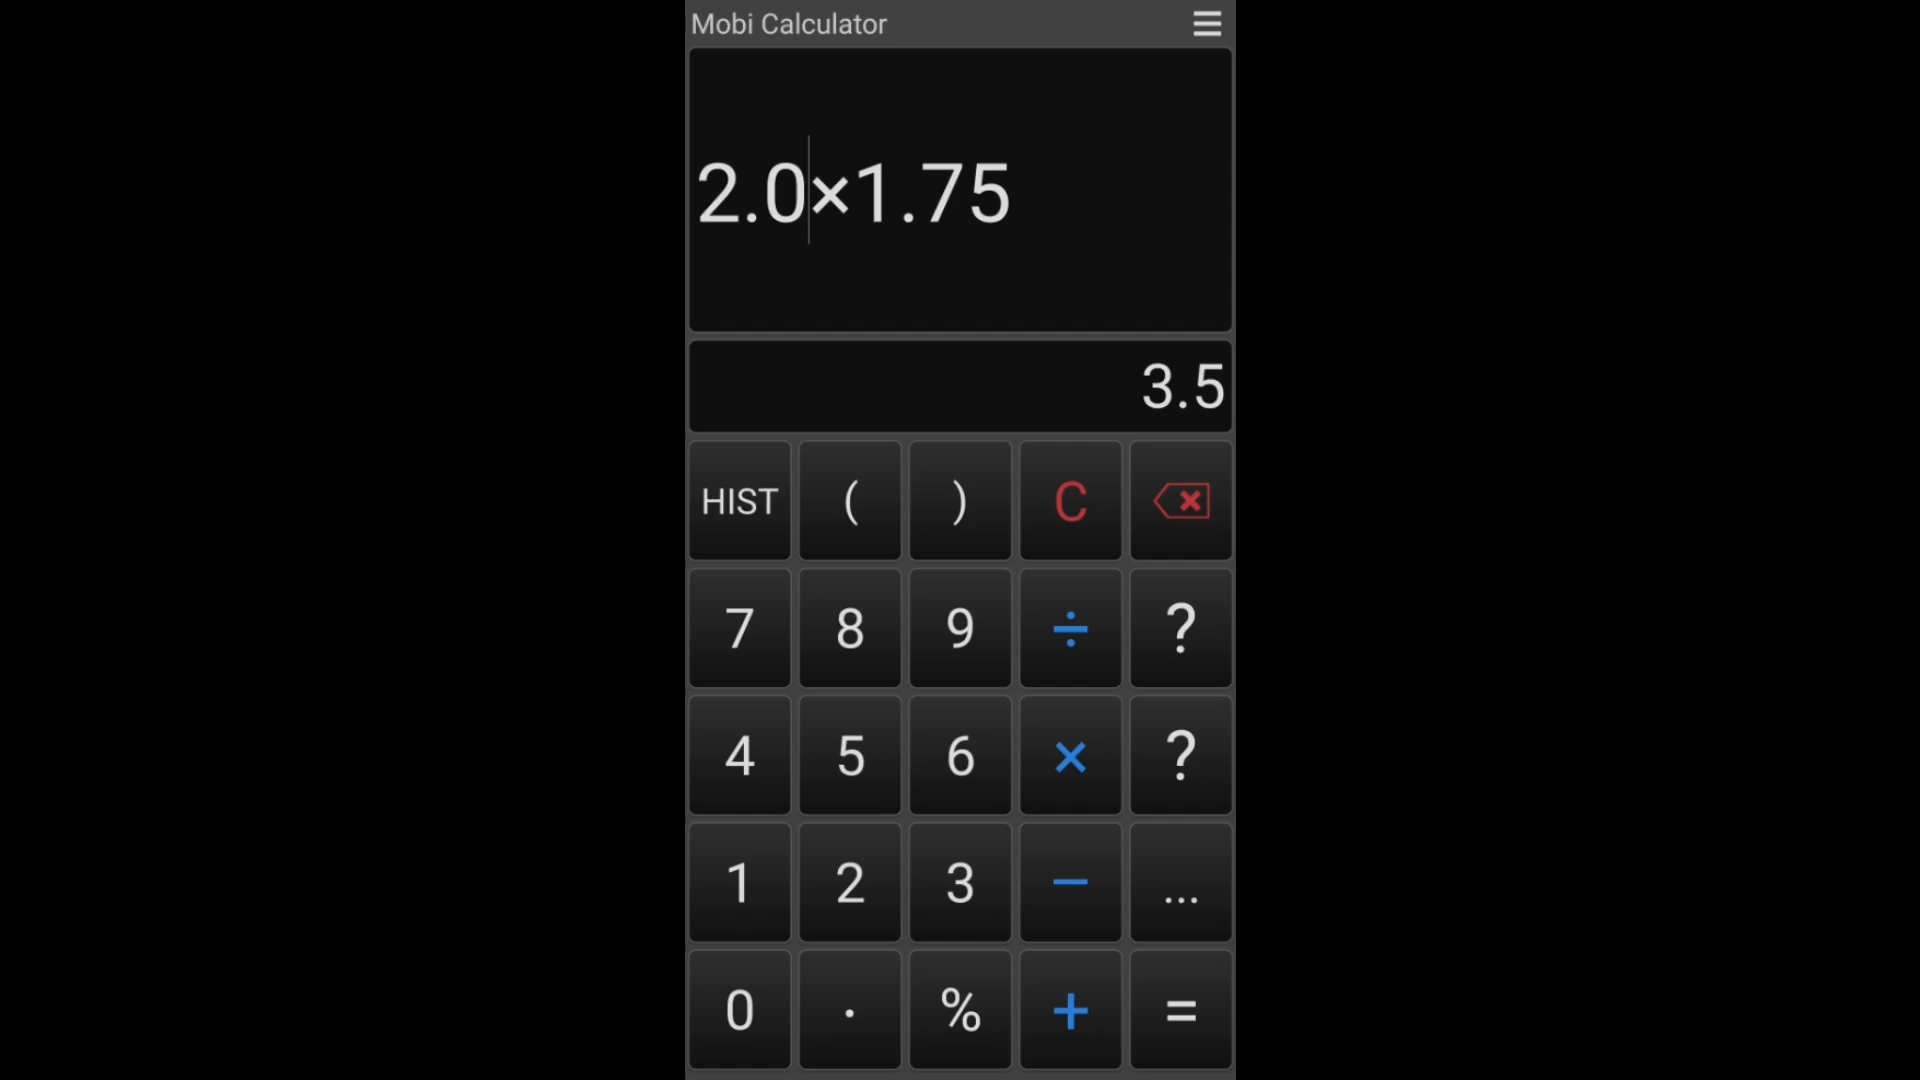 Mobi Calculator
2.0×1.75
3.5
HIST ( ) C
7 8 9 ÷ ?
4 5 6 × ?
1 2 3 − ...
0 . % + =